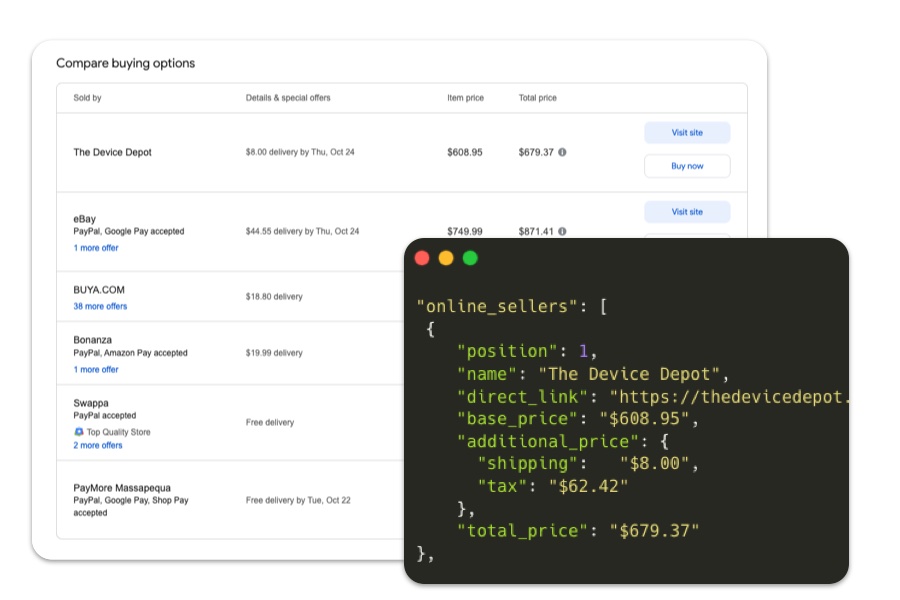 Compare buying options
Sold by Details & special offers Item price Total price
Visit site
The Device Depot $8.00 delivery by Thu, Oct 24 $608.95 $679.37
Buy now
Visit site
eBay
PayPal, Google Pay accepted $44.55 delivery by Thu, Oct 24 $749.99 $871.41
1 more offer
BUYA.COM
$18.80 delivery
38 more offers
Bonanza
PayPal, Amazon Pay accepted $19.99 delivery
1 more offer
Swappa
PayPal accepted
Free delivery
Top Quality Store
2 more offers
PayMore Massapequa
PayPal, Google Pay, Shop Pay Free delivery by Tue, Oct 22
accepted
"online_sellers": [
{
"position": 1,
"name": "The Device Depot",
"direct_link": "https://thedevicedepot.
"base_price": "$608.95",
"additional_price": {
"shipping": "$8.00",
"tax": "$62.42"
},
"total_price": "$679.37"
},